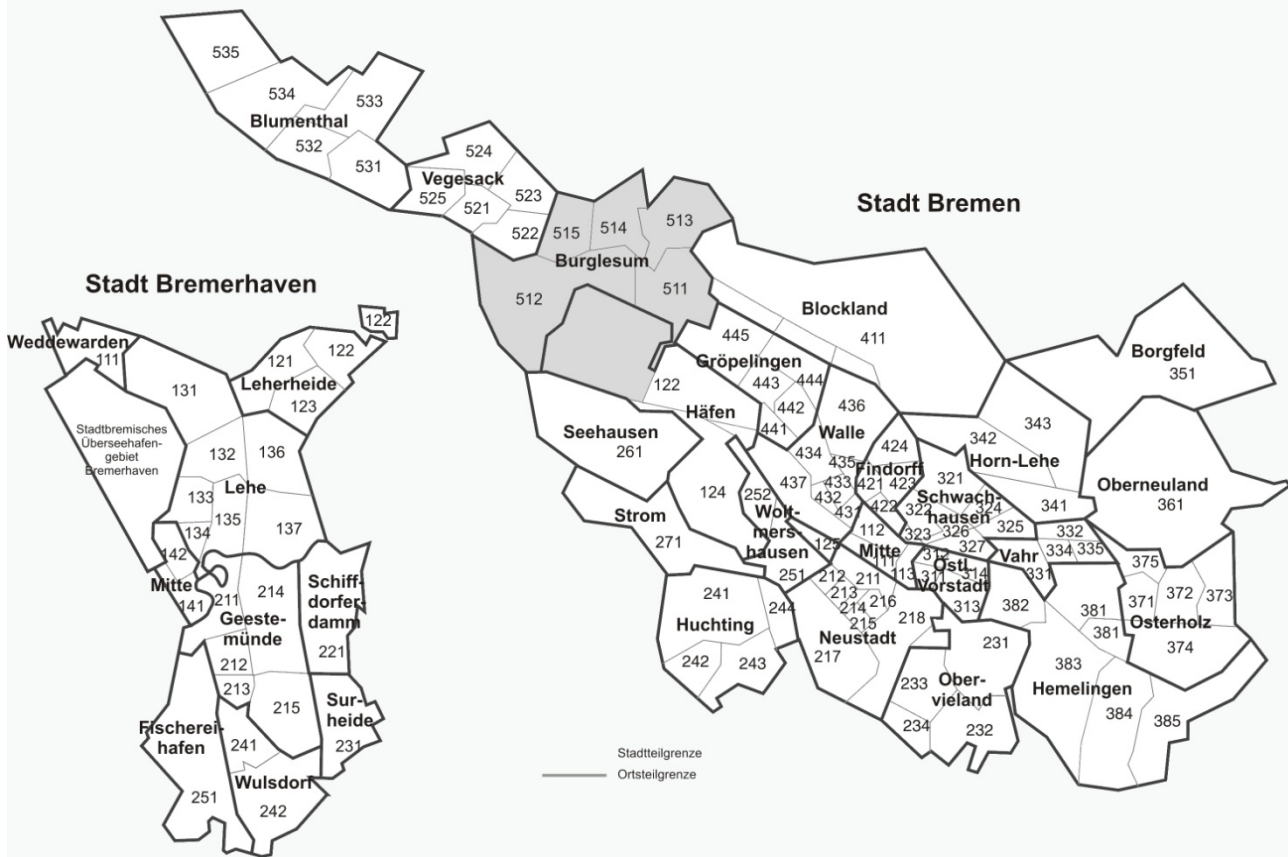 535
534
533
Blumenthal
532
531
524
Vegesack
525
521
523
522
515
514
513
Burglesum
512
511
Stadt Bremen
Stadt Bremerhaven
Weddewarden
111
122
121
122
Leherheide
123
131
Stadtbremisches
Überseehafen-
gebiet
Bremerhaven
132
136
Lehe
133
135
134
137
142
Mitte
141
211
214
Geeste-
münde
Schiff-
dorfer-
damm
221
212
213
215
Sur-
heide
231
Fischerei-
hafen
241
Wulsdorf
251
242
Blockland
411
445
Gröpelingen
443
444
442
441
122
Häfen
Seehausen
261
436
Walle
434
435
437
433
432
431
424
Findorff
421
423
422
342
343
Horn-Lehe
341
Borgfeld
351
Oberneuland
361
321
Schwach-
hausen
322
324
323
326
325
327
332
334
335
Vahr
331
124
252
Strom
271
Wolt-
mers-
hausen
125
251
112
Mitte
111
113
312
Östl.
311
314
Vorstadt
313
241
244
Huchting
242
243
212
211
213
214
216
215
218
Neustadt
217
231
233
Ober-
vieland
234
232
382
381
381
383
Hemelingen
384
385
375
371
372
373
Osterholz
374
Stadtteilgrenze
Ortsteilgrenze